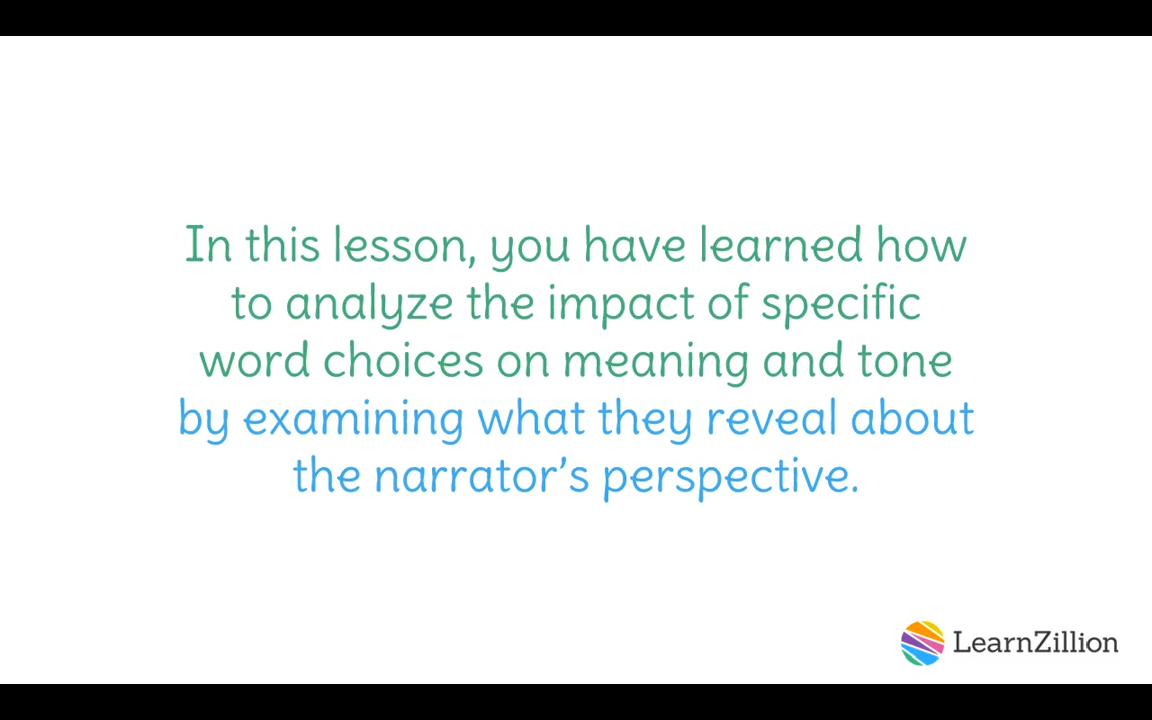 In this lesson, you have learned how
to analyze the impact of specific
word choices on meaning and tone
by examining what they reveal about
the narrator’s perspective.
LearnZillion